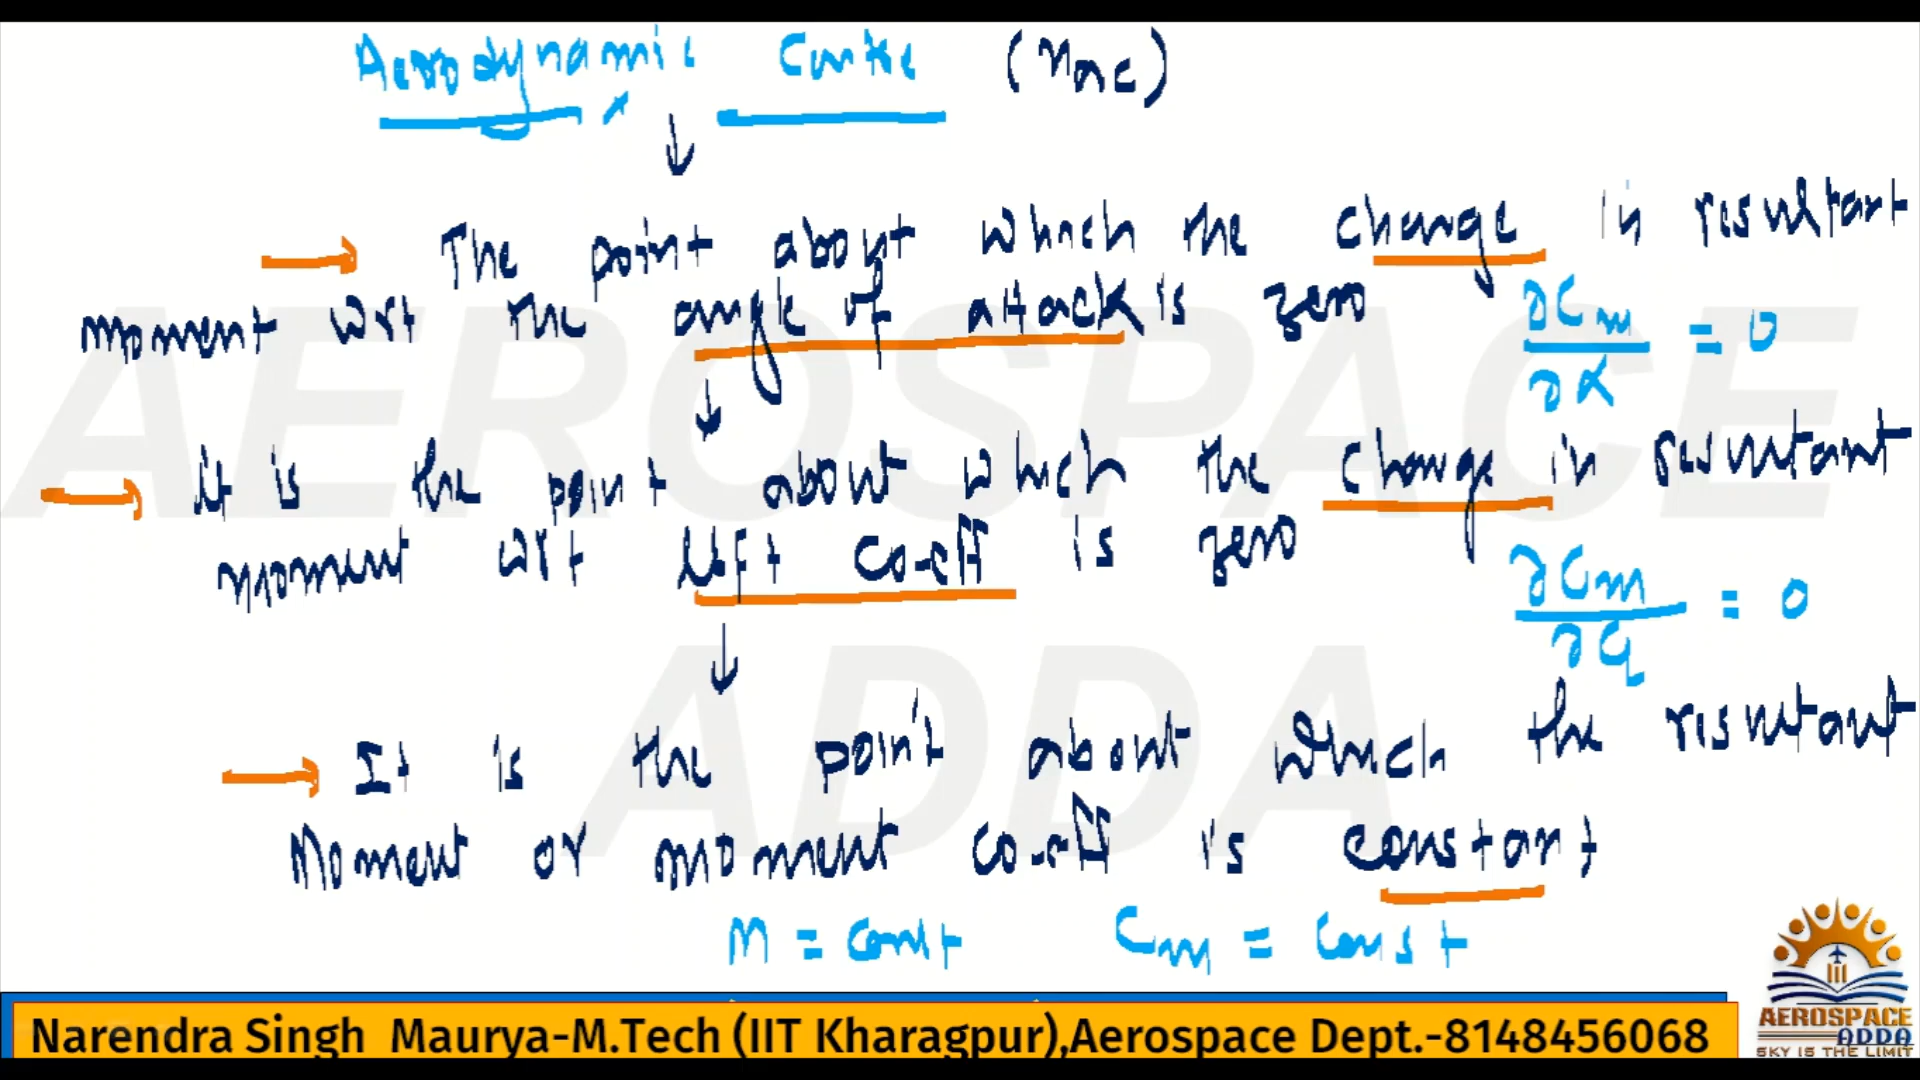 Aerodynamic Centre (xac)
The point about which the change in resultant
moment wrt the angle of attack is zero
∂Cm/∂α = 0
it is the point about which the change in resultant
moment wrt lift co-eff is zero
∂Cm/∂CL = 0
It is the point about which the resultant
Moment or moment co-eff is constant
M = const Cm = const
AEROSPACE
ADDA
Narendra Singh Maurya-M.Tech (IIT Kharagpur),Aerospace Dept.-8148456068
AEROSPACE
ADDA
SKY IS THE LIMIT